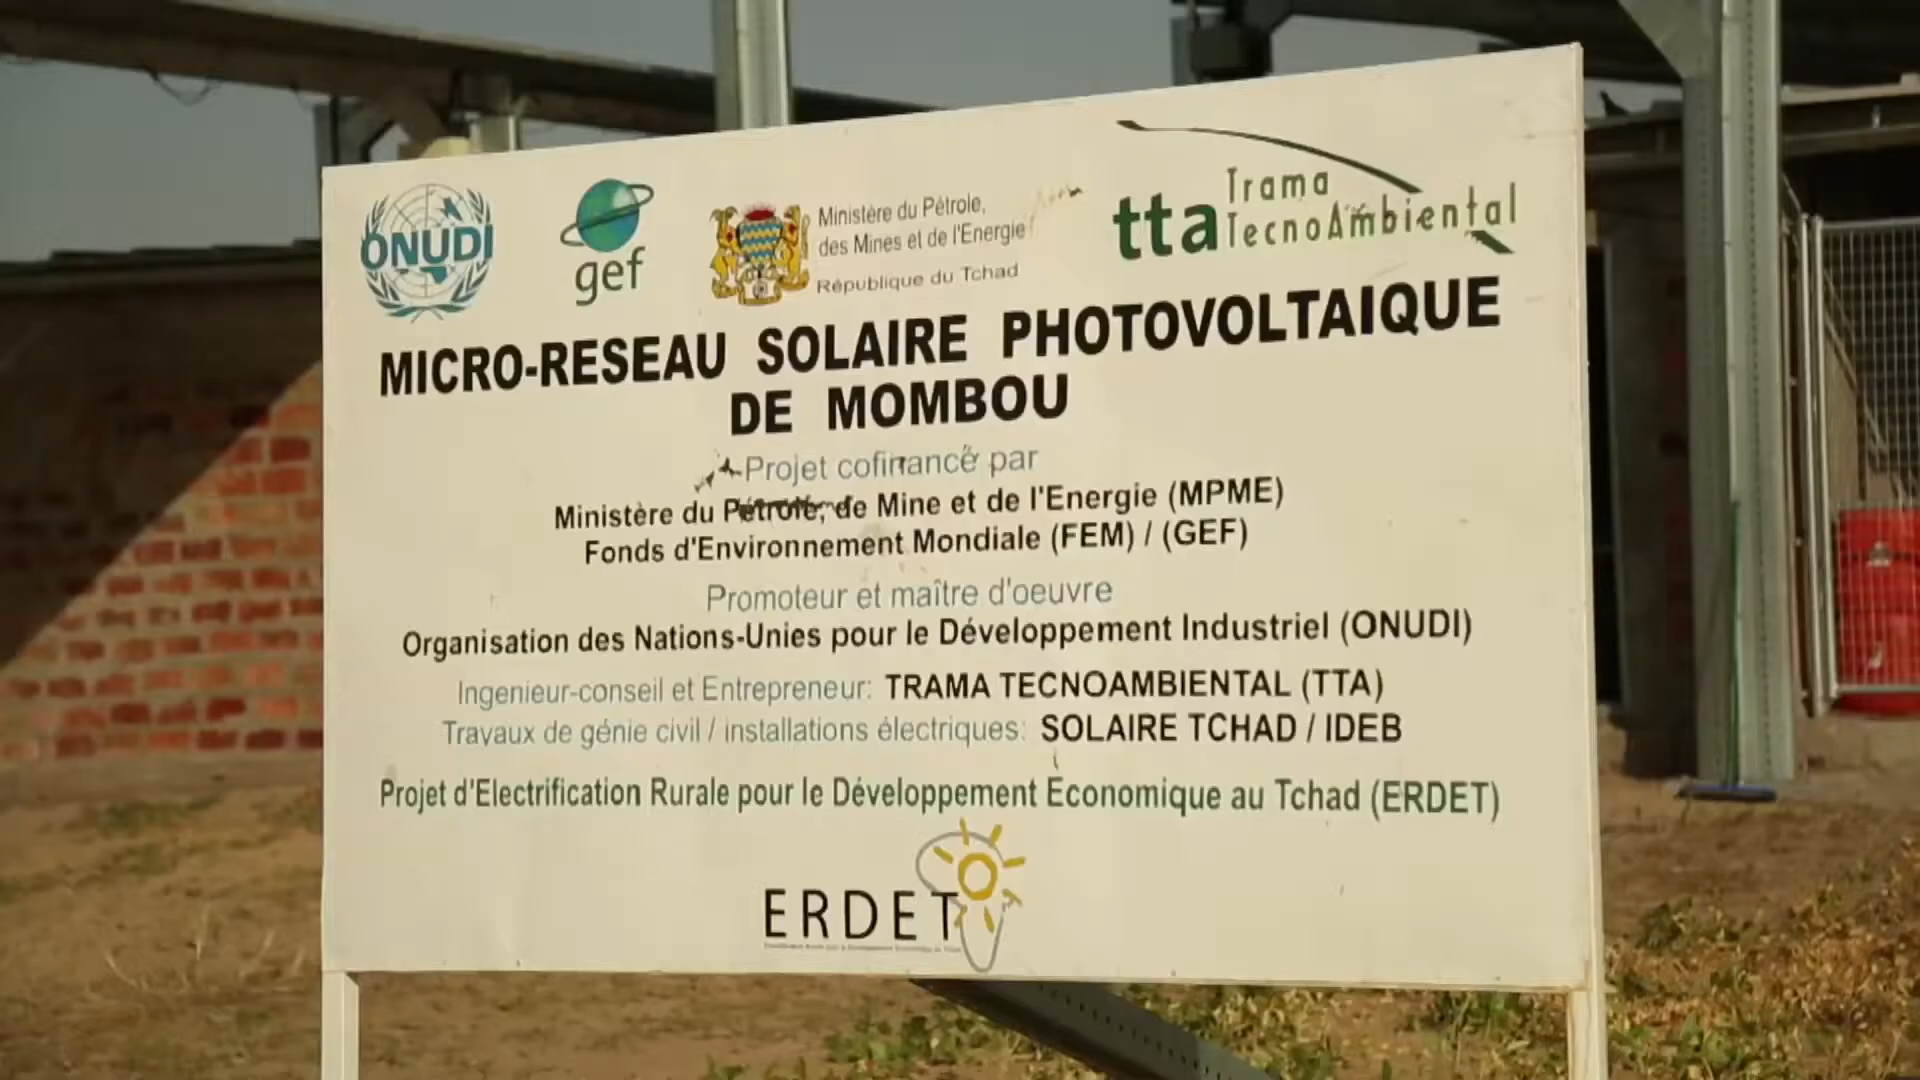 ONUDI
gef
Ministère du Pétrole,
des Mines et de l'Energie
République du Tchad
tta Trama
TecnoAmbiental
MICRO-RESEAU SOLAIRE PHOTOVOLTAIQUE
DE MOMBOU
Projet cofinancé par
Ministère du Pétrole, de Mine et de l'Energie (MPME)
Fonds d'Environnement Mondiale (FEM) / (GEF)
Promoteur et maître d'oeuvre
Organisation des Nations-Unies pour le Développement Industriel (ONUDI)
Ingenieur-conseil et Entrepreneur: TRAMA TECNOAMBIENTAL (TTA)
Travaux de génie civil / installations électriques: SOLAIRE TCHAD / IDEB
Projet d'Electrification Rurale pour le Développement Economique au Tchad (ERDET)
ERDET